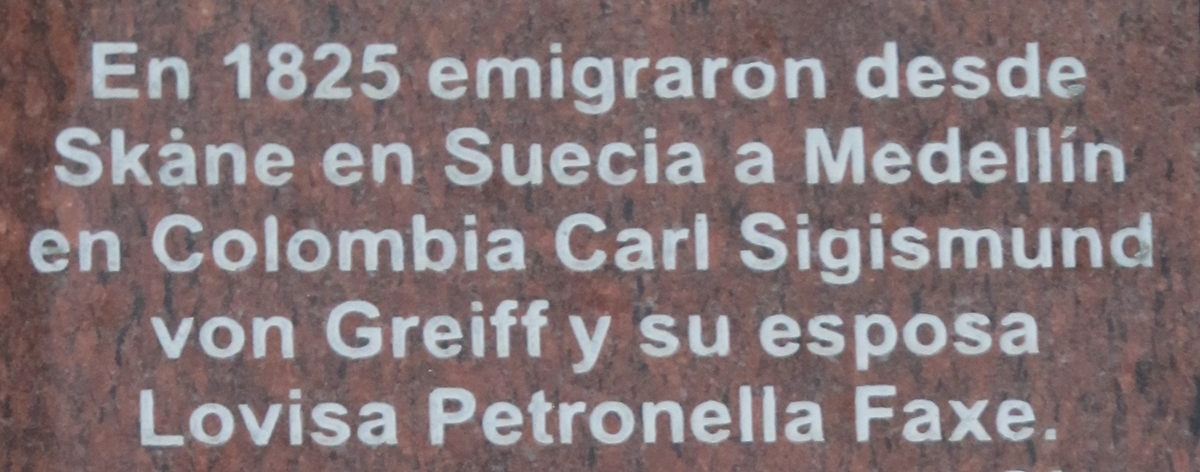 En 1825 emigraron desde
Skåne en Suecia a Medellín
en Colombia Carl Sigismund
von Greiff y su esposa
Lovisa Petronella Faxe.